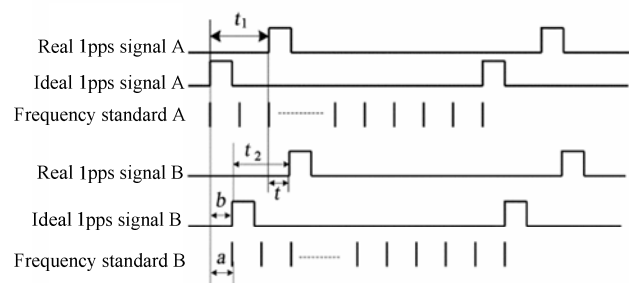 t₁
Real 1pps signal A
Ideal 1pps signal A
Frequency standard A
t₂
Real 1pps signal B
t
b
Ideal 1pps signal B
a
Frequency standard B